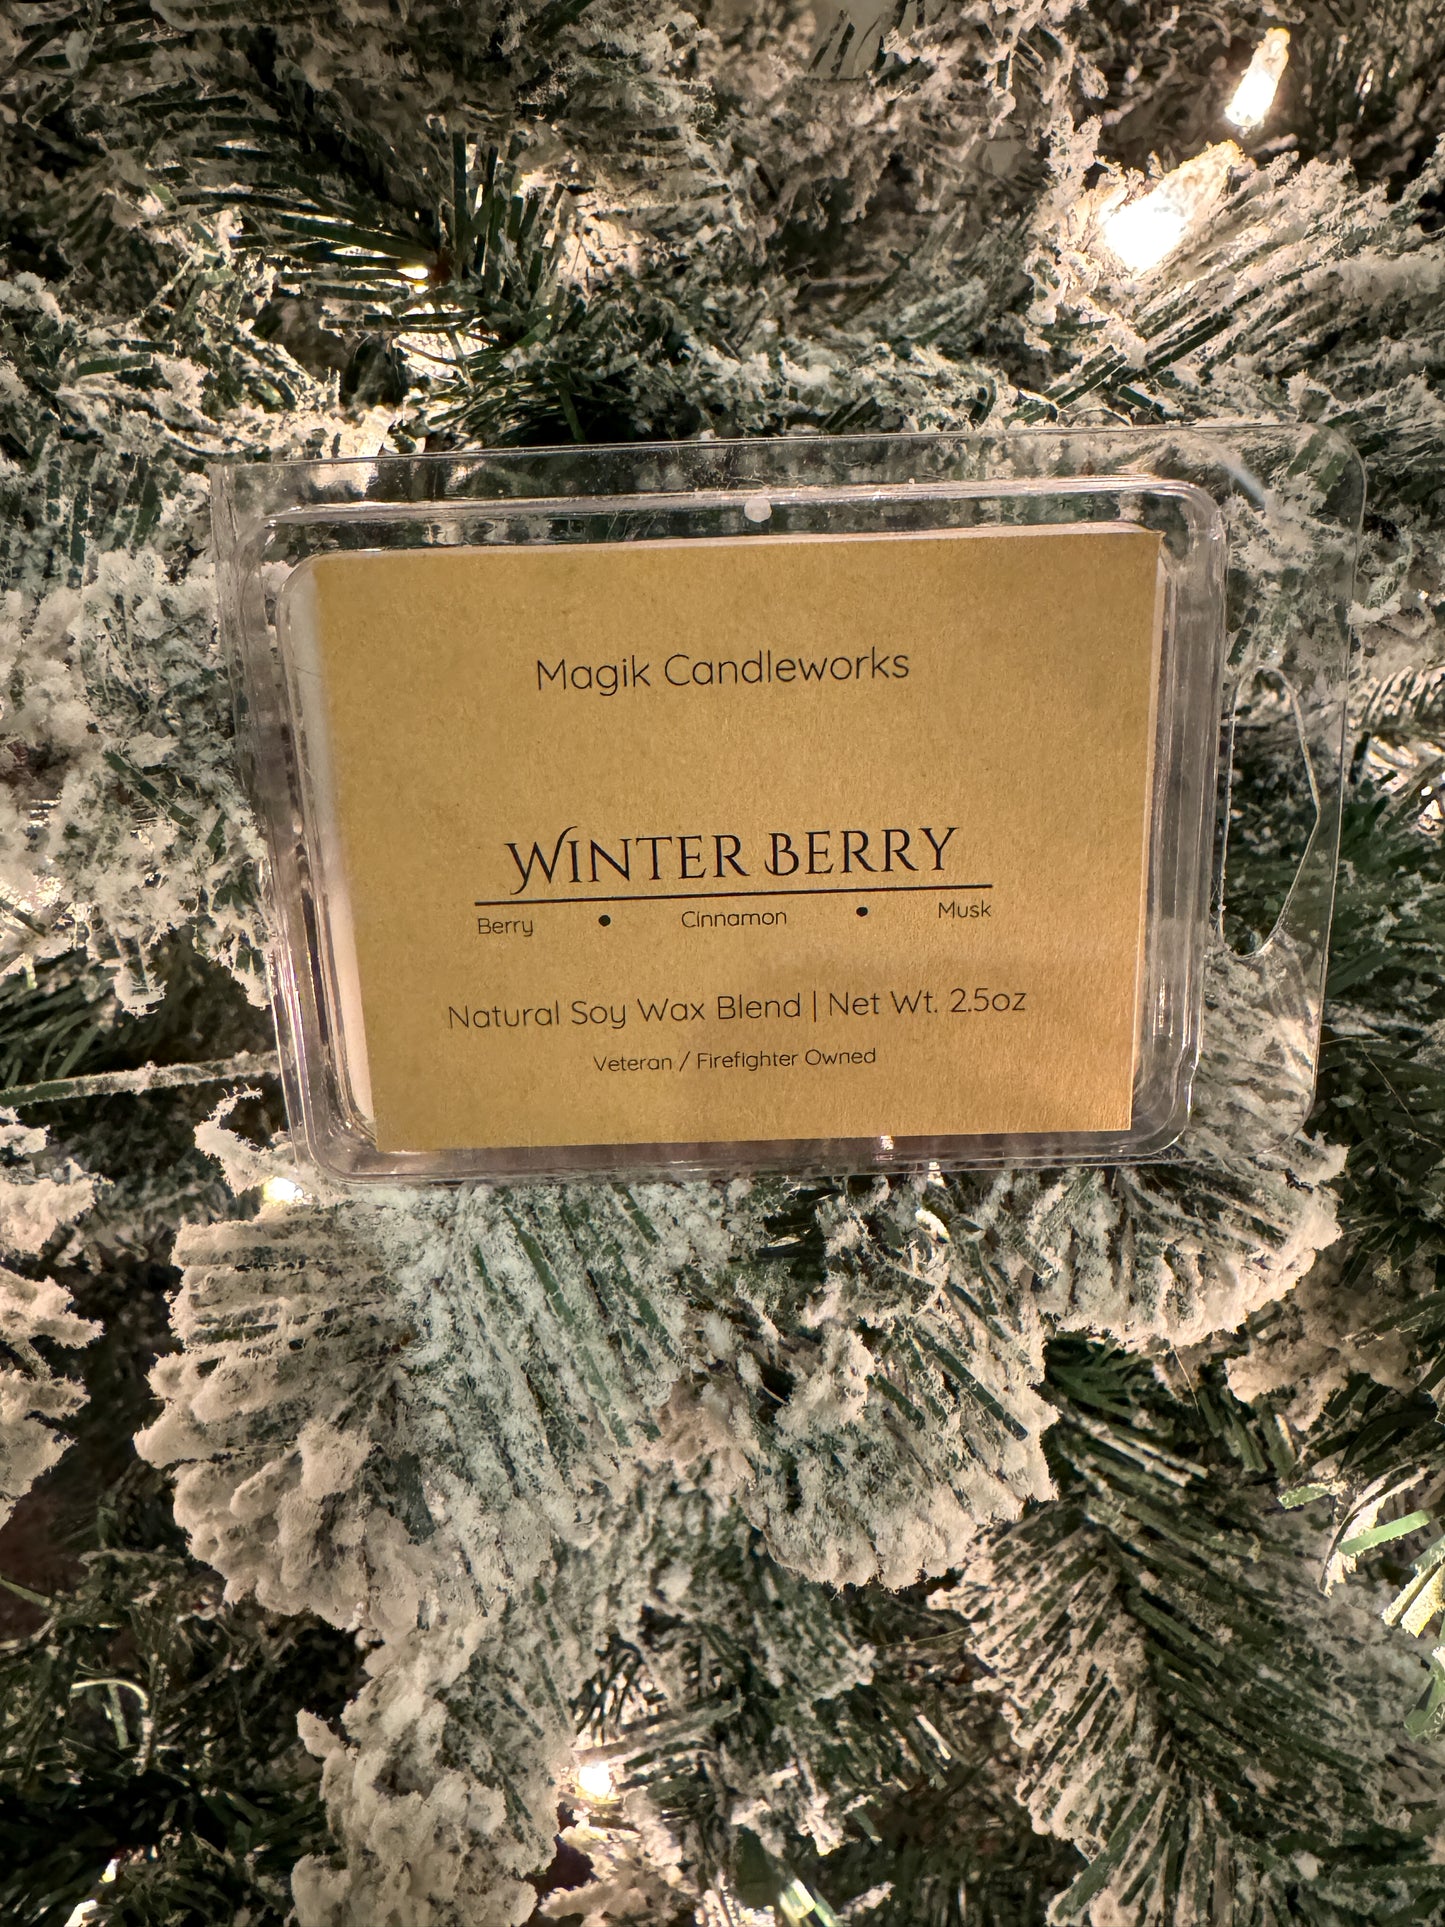 Magik Candleworks
WINTER BERRY
Berry • Cinnamon • Musk
Natural Soy Wax Blend | Net Wt. 2.5oz
Veteran / Firefighter Owned